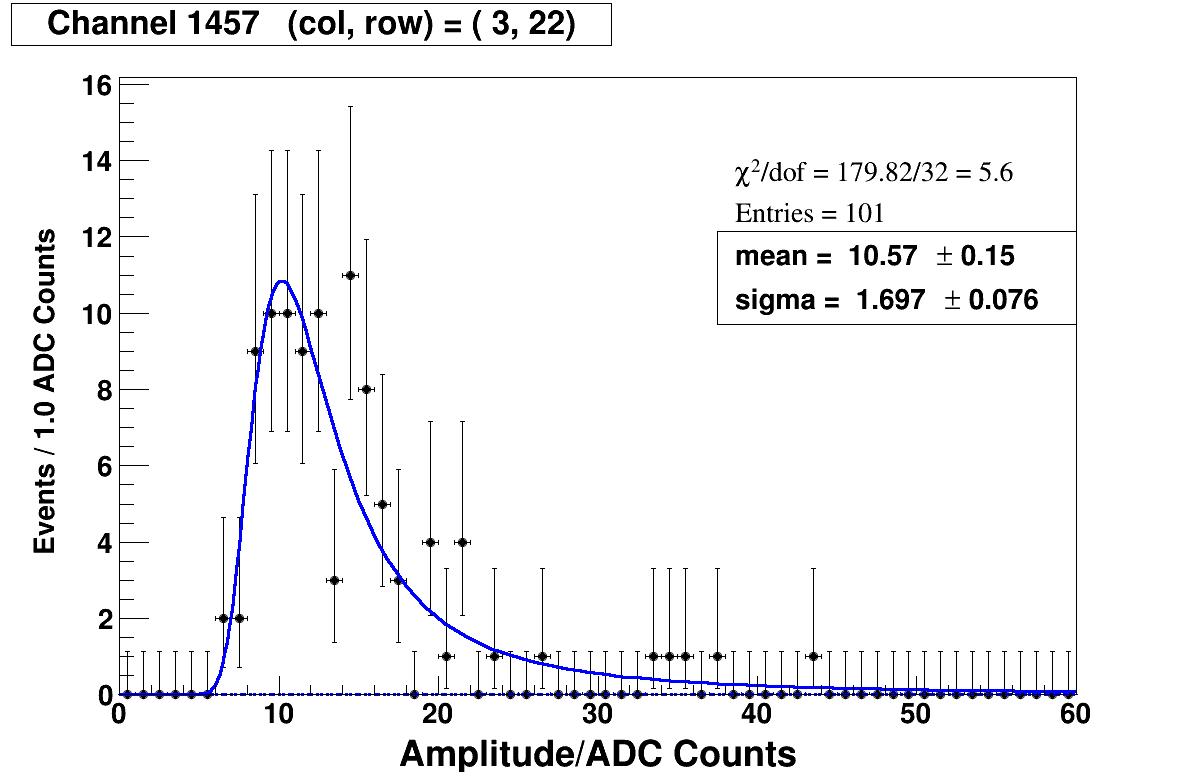 Channel 1457 (col, row) = ( 3, 22)
16
14
12
10
8
6
4
2
0
Events / 1.0 ADC Counts
χ²/dof = 179.82/32 = 5.6
Entries = 101
mean = 10.57 ± 0.15
sigma = 1.697 ± 0.076
0 10 20 30 40 50 60
Amplitude/ADC Counts